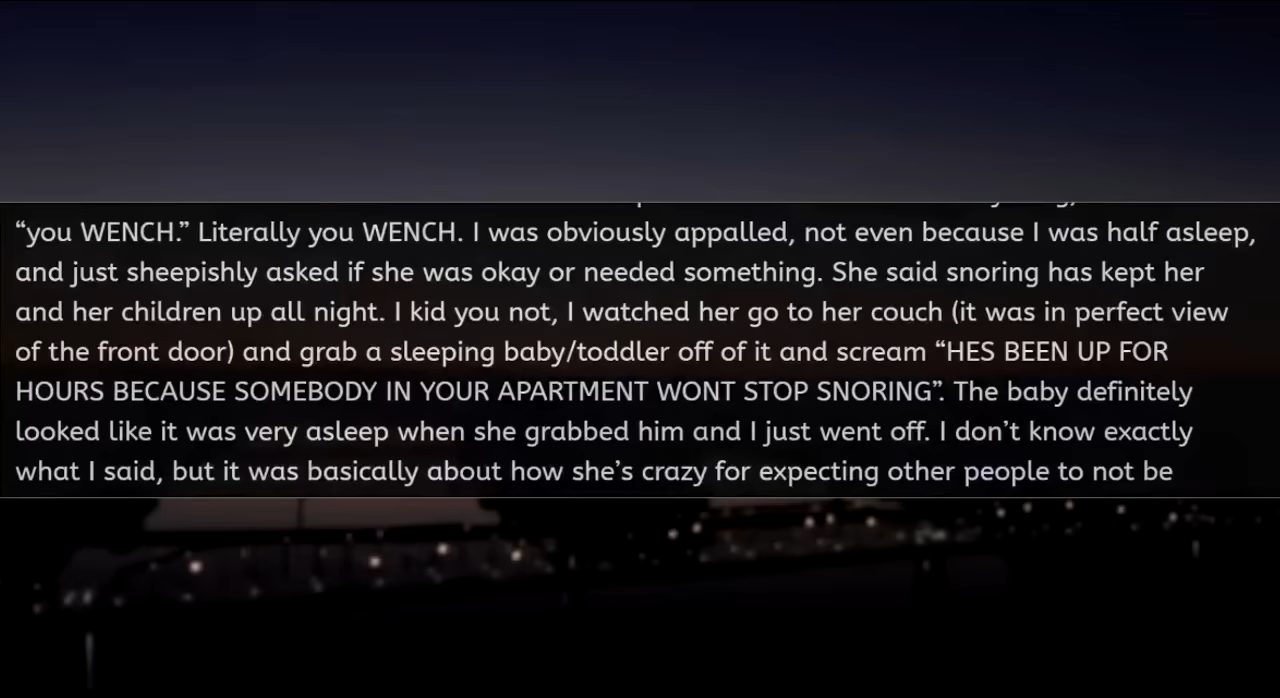 “you WENCH.” Literally you WENCH. I was obviously appalled, not even because I was half asleep,
and just sheepishly asked if she was okay or needed something. She said snoring has kept her
and her children up all night. I kid you not, I watched her go to her couch (it was in perfect view
of the front door) and grab a sleeping baby/toddler off of it and scream “HES BEEN UP FOR
HOURS BECAUSE SOMEBODY IN YOUR APARTMENT WONT STOP SNORING”. The baby definitely
looked like it was very asleep when she grabbed him and I just went off. I don’t know exactly
what I said, but it was basically about how she’s crazy for expecting other people to not be